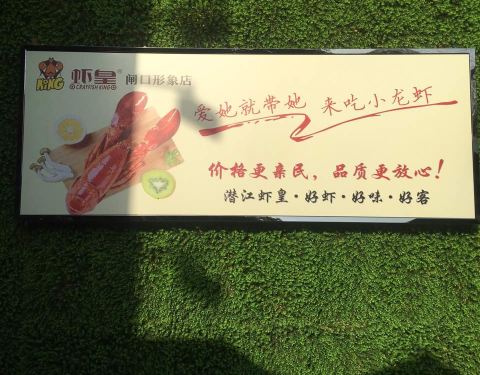 KING 虾皇® 闸口形象店
CRAYFISH KING
爱她就带她 来吃小龙虾
价格更亲民，品质更放心！
潜江虾皇·好虾·好味·好客